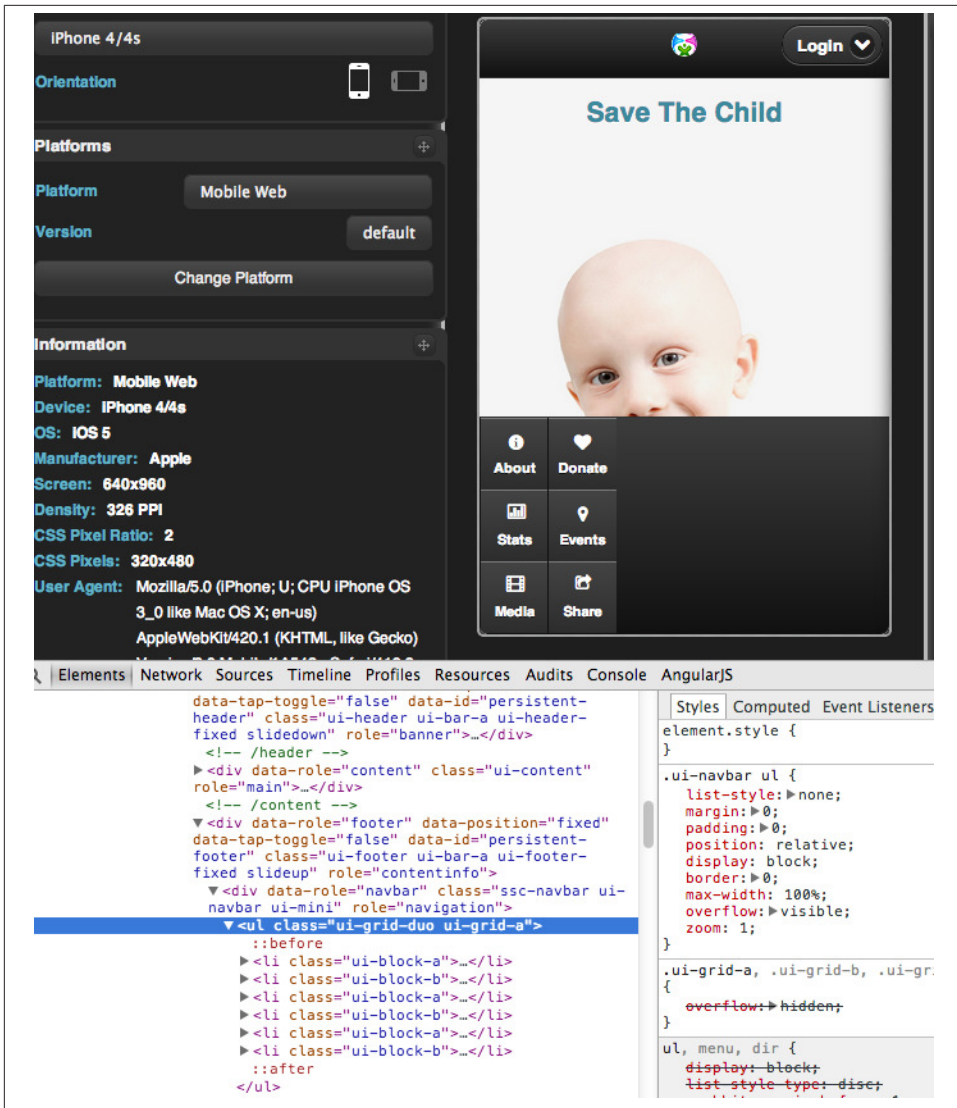 iPhone 4/4s
Orientation
Platforms
Platform Mobile Web
Version default
Change Platform
Information
Platform: Mobile Web
Device: iPhone 4/4s
OS: iOS 5
Manufacturer: Apple
Screen: 640x960
Density: 326 PPI
CSS Pixel Ratio: 2
CSS Pixels: 320x480
User Agent: Mozilla/5.0 (iPhone; U; CPU iPhone OS
3_0 like Mac OS X; en-us)
AppleWebKit/420.1 (KHTML, like Gecko)
Login
Save The Child
About Donate
Stats Events
Media Share
Elements Network Sources Timeline Profiles Resources Audits Console AngularJS
data-tap-toggle="false" data-id="persistent-
header" class="ui-header ui-bar-a ui-header-
fixed slidedown" role="banner">…</div>
<!-- /header -->
▶<div data-role="content" class="ui-content"
role="main">…</div>
<!-- /content -->
▼<div data-role="footer" data-position="fixed"
data-tap-toggle="false" data-id="persistent-
footer" class="ui-footer ui-bar-a ui-footer-
fixed slideup" role="contentinfo">
▼<div data-role="navbar" class="ssc-navbar ui-
navbar ui-mini" role="navigation">
▼<ul class="ui-grid-duo ui-grid-a">
::before
▶<li class="ui-block-a">…</li>
▶<li class="ui-block-b">…</li>
▶<li class="ui-block-a">…</li>
▶<li class="ui-block-b">…</li>
▶<li class="ui-block-a">…</li>
▶<li class="ui-block-b">…</li>
::after
</ul>
Styles Computed Event Listeners
element.style {
}
.ui-navbar ul {
list-style:▶none;
margin:▶0;
padding:▶0;
position: relative;
display: block;
border:▶0;
max-width: 100%;
overflow:▶visible;
zoom: 1;
}
.ui-grid-a, .ui-grid-b, .ui-gr
{
overflow:▶hidden;
}
ul, menu, dir {
display: block;
list-style-type: disc;